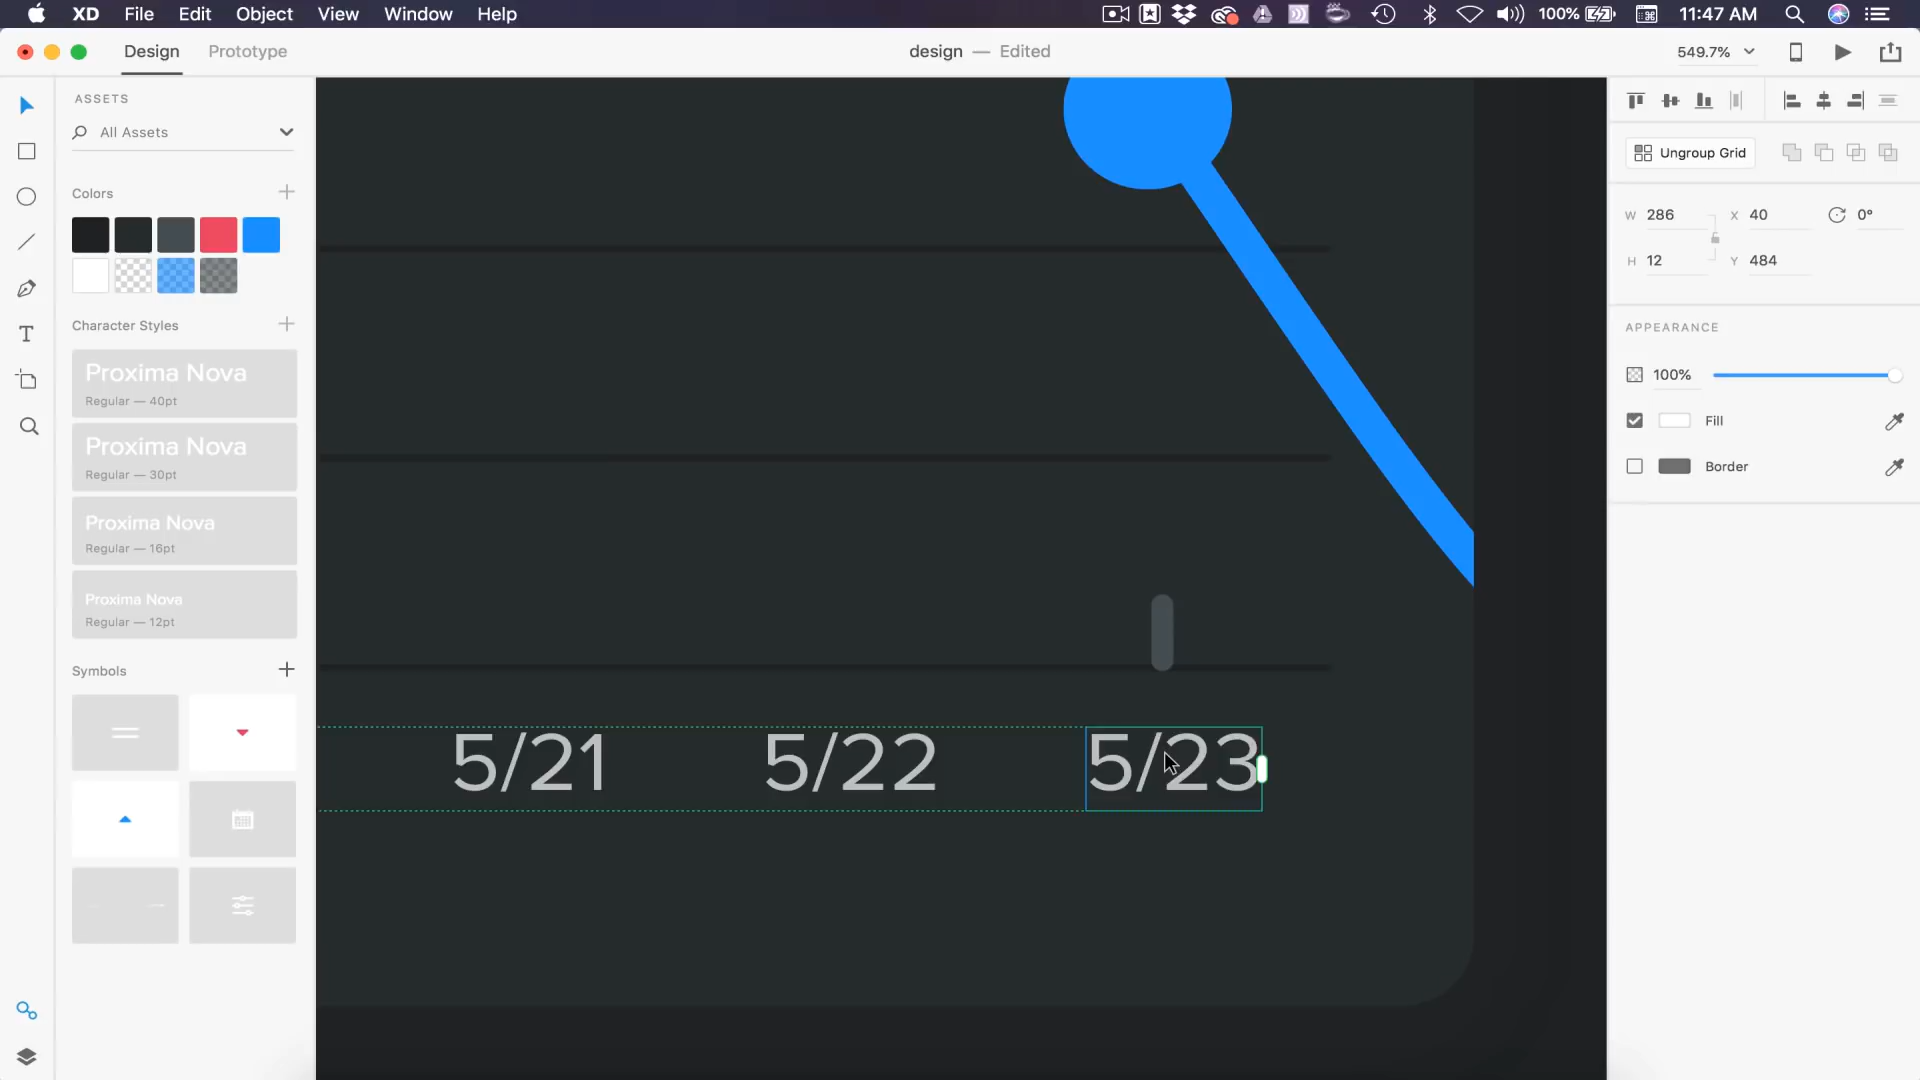 XD File Edit Object View Window Help
100% 11:47 AM
Design Prototype
design — Edited
549.7%
ASSETS
All Assets
Colors
Character Styles
Proxima Nova
Regular — 40pt
Proxima Nova
Regular — 30pt
Proxima Nova
Regular — 16pt
Proxima Nova
Regular — 12pt
Symbols
5/21 5/22 5/23
Ungroup Grid
W 286 X 40 0°
H 12 Y 484
APPEARANCE
100%
Fill
Border